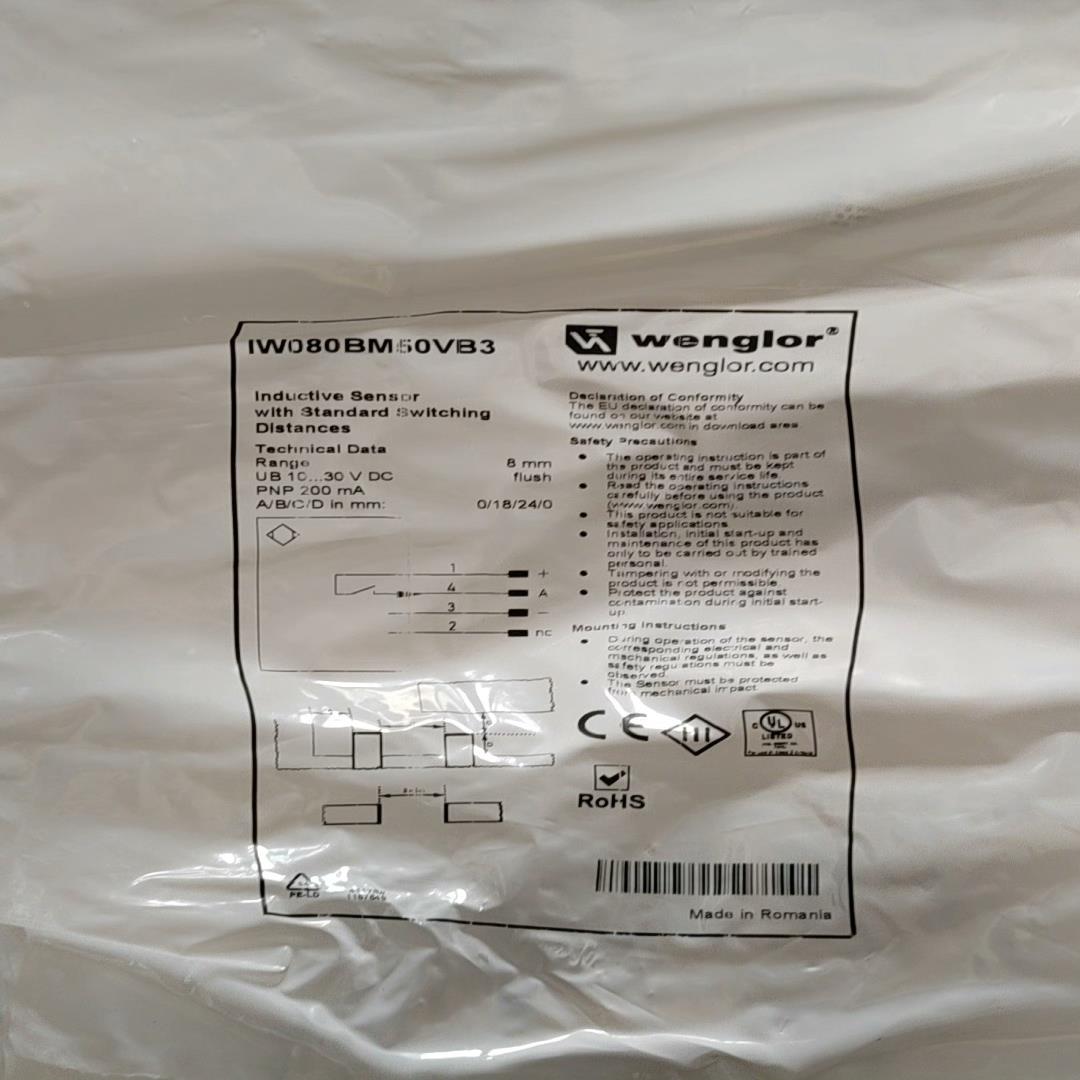 IW080BM50VB3
Inductive Sensor
with Standard Switching
Distances
Technical Data
Range 8 mm
UB 10...30 V DC flush
PNP 200 mA
A/B/C/D in mm: 0/18/24/0
1 +
4 A
3 −
2 nc
PE-LD
wenglor®
www.wenglor.com
Declaration of Conformity
The EU declaration of conformity can be
found on our website at
www.wenglor.com in download area.
Safety Precautions
• The operating instruction is part of
the product and must be kept
during its entire service life.
• Read the operating instructions
carefully before using the product
(www.wenglor.com).
• This product is not suitable for
safety applications
• Installation, initial start-up and
maintenance of this product has
only to be carried out by trained
personal.
• Tampering with or modifying the
product is not permissible.
• Protect the product against
contamination during initial start-
up.
Mounting Instructions
• During operation of the sensor, the
corresponding electrical and
mechanical regulations, as well as
safety regulations must be
observed.
• The Sensor must be protected
from mechanical impact
CE III C UL US
LISTED
RoHS
Made in Romania